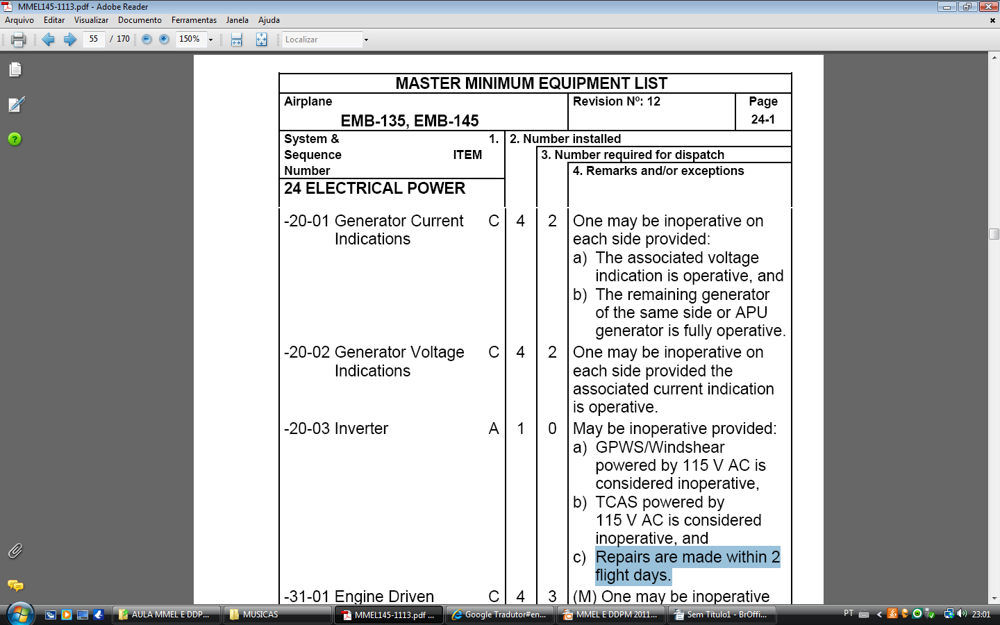 MMEL145-1113.pdf - Adobe Reader
Arquivo Editar Visualizar Documento Ferramentas Janela Ajuda
55 / 170 150% Localizar
MASTER MINIMUM EQUIPMENT LIST
Airplane
EMB-135, EMB-145
Revision Nº: 12
Page
24-1
System & 1.
Sequence ITEM
Number
2. Number installed
3. Number required for dispatch
4. Remarks and/or exceptions
24 ELECTRICAL POWER
-20-01 Generator Current C 4 2 One may be inoperative on
Indications each side provided:
a) The associated voltage
indication is operative, and
b) The remaining generator
of the same side or APU
generator is fully operative.
-20-02 Generator Voltage C 4 2 One may be inoperative on
Indications each side provided the
associated current indication
is operative.
-20-03 Inverter A 1 0 May be inoperative provided:
a) GPWS/Windshear
powered by 115 V AC is
considered inoperative,
b) TCAS powered by
115 V AC is considered
inoperative, and
c) Repairs are made within 2
flight days.
-31-01 Engine Driven C 4 3 (M) One may be inoperative
AULA MMEL E DDP... MUSICAS MMEL145-1113.pdf ... Google Tradutor#en... MMEL E DDPM 2011... Sem Título1 - BrOffi... PT 23:01